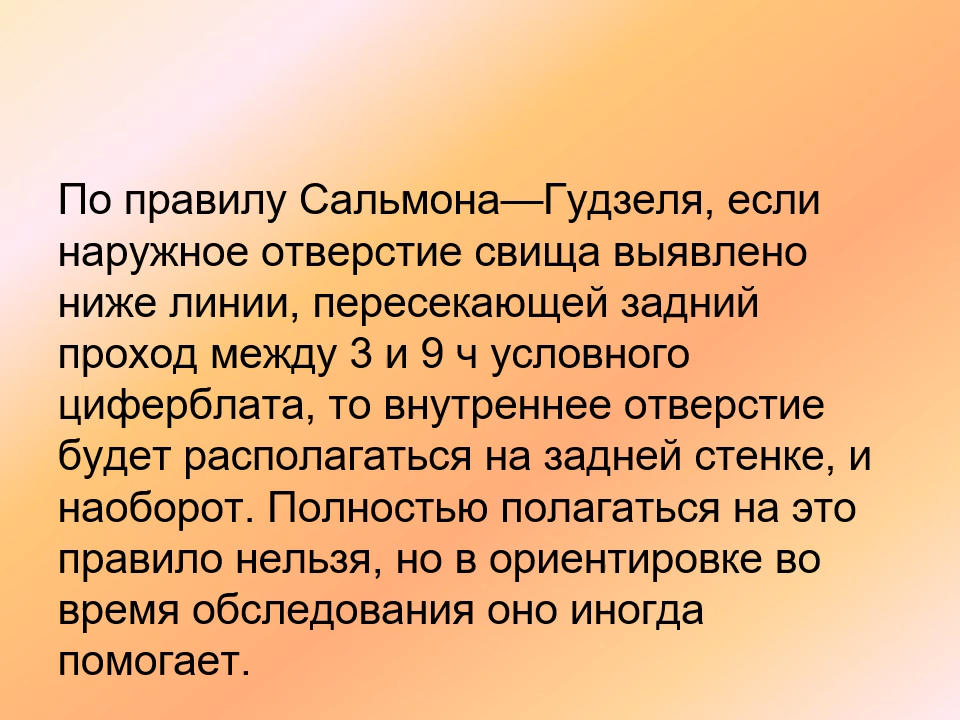 По правилу Сальмона—Гудзеля, если
наружное отверстие свища выявлено
ниже линии, пересекающей задний
проход между 3 и 9 ч условного
циферблата, то внутреннее отверстие
будет располагаться на задней стенке, и
наоборот. Полностью полагаться на это
правило нельзя, но в ориентировке во
время обследования оно иногда
помогает.